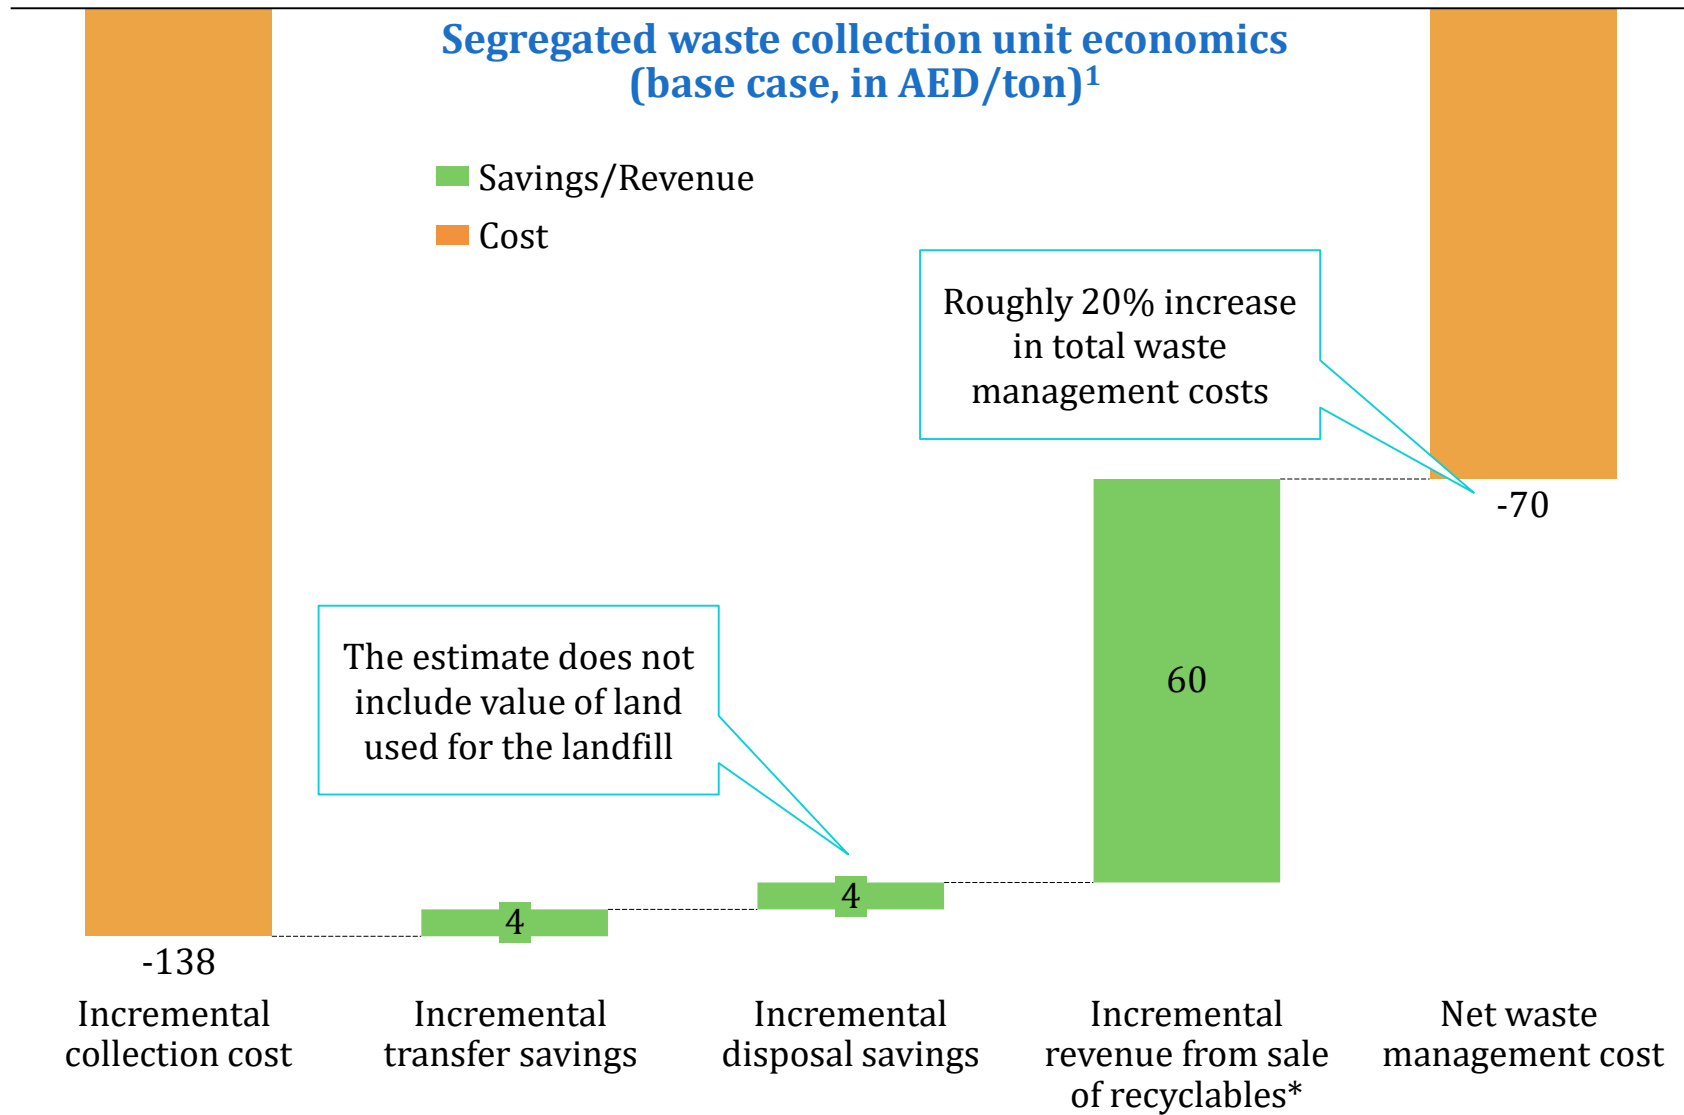 Segregated waste collection unit economics
(base case, in AED/ton)¹
Savings/Revenue
Cost
Roughly 20% increase
in total waste
management costs
-70
The estimate does not
include value of land
used for the landfill
60
4
4
-138
Incremental
collection cost
Incremental
transfer savings
Incremental
disposal savings
Incremental
revenue from sale
of recyclables*
Net waste
management cost